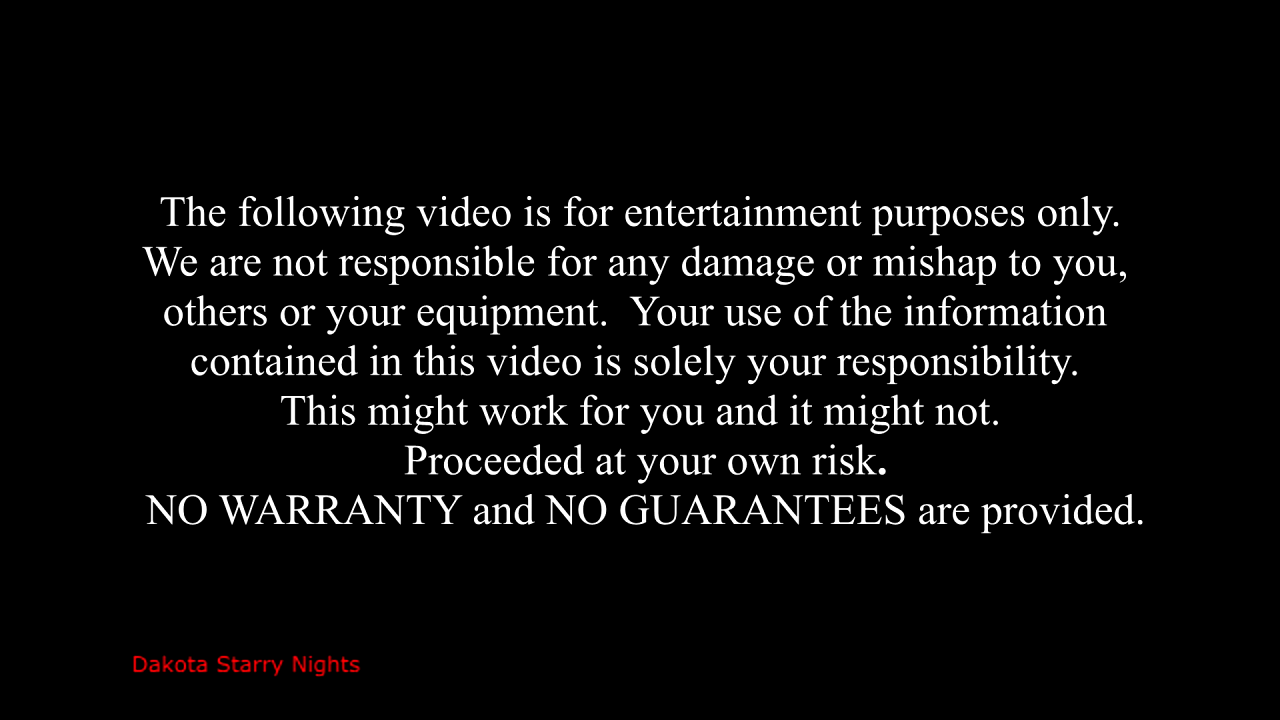 The following video is for entertainment purposes only.
We are not responsible for any damage or mishap to you,
others or your equipment.  Your use of the information
contained in this video is solely your responsibility.
This might work for you and it might not.
Proceeded at your own risk.
NO WARRANTY and NO GUARANTEES are provided.
Dakota Starry Nights